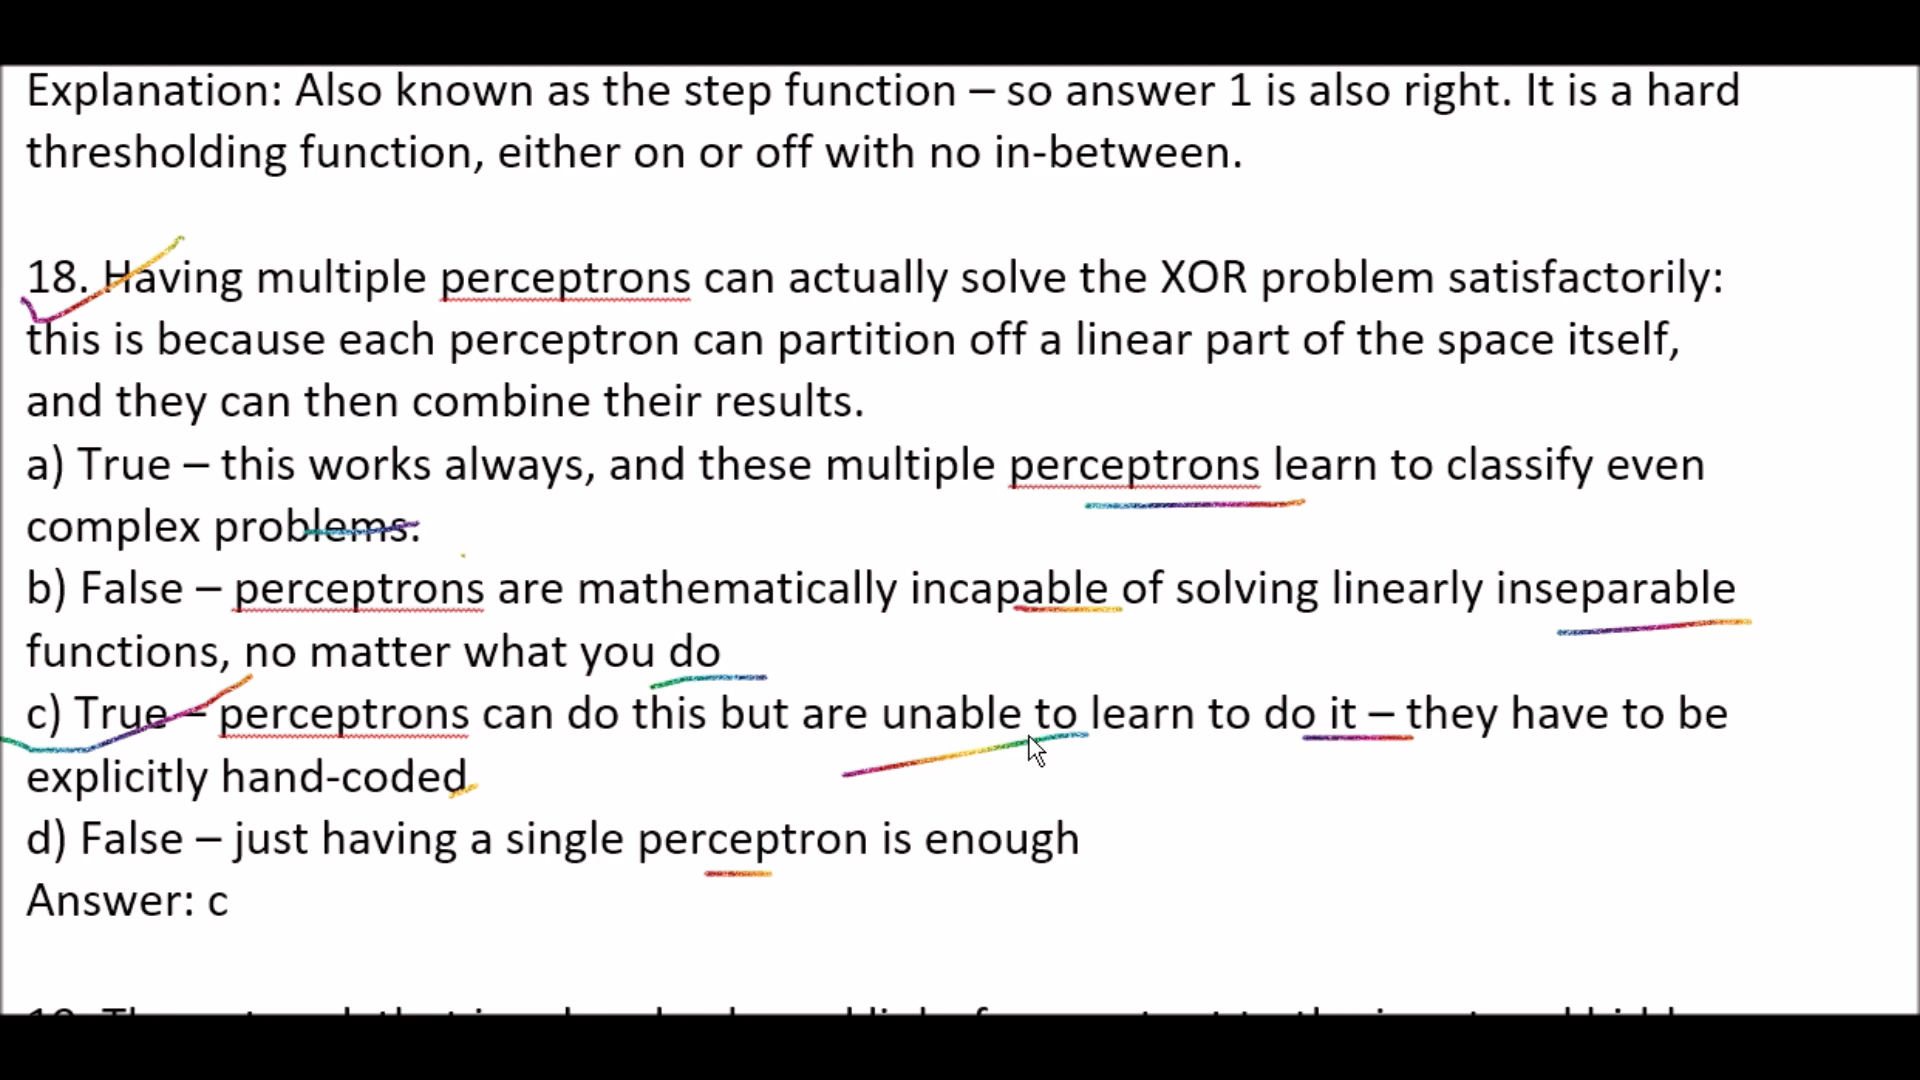 Explanation: Also known as the step function – so answer 1 is also right. It is a hard
thresholding function, either on or off with no in-between.
18. Having multiple perceptrons can actually solve the XOR problem satisfactorily:
this is because each perceptron can partition off a linear part of the space itself,
and they can then combine their results.
a) True – this works always, and these multiple perceptrons learn to classify even
complex problems.
b) False – perceptrons are mathematically incapable of solving linearly inseparable
functions, no matter what you do
c) True – perceptrons can do this but are unable to learn to do it – they have to be
explicitly hand-coded
d) False – just having a single perceptron is enough
Answer: c